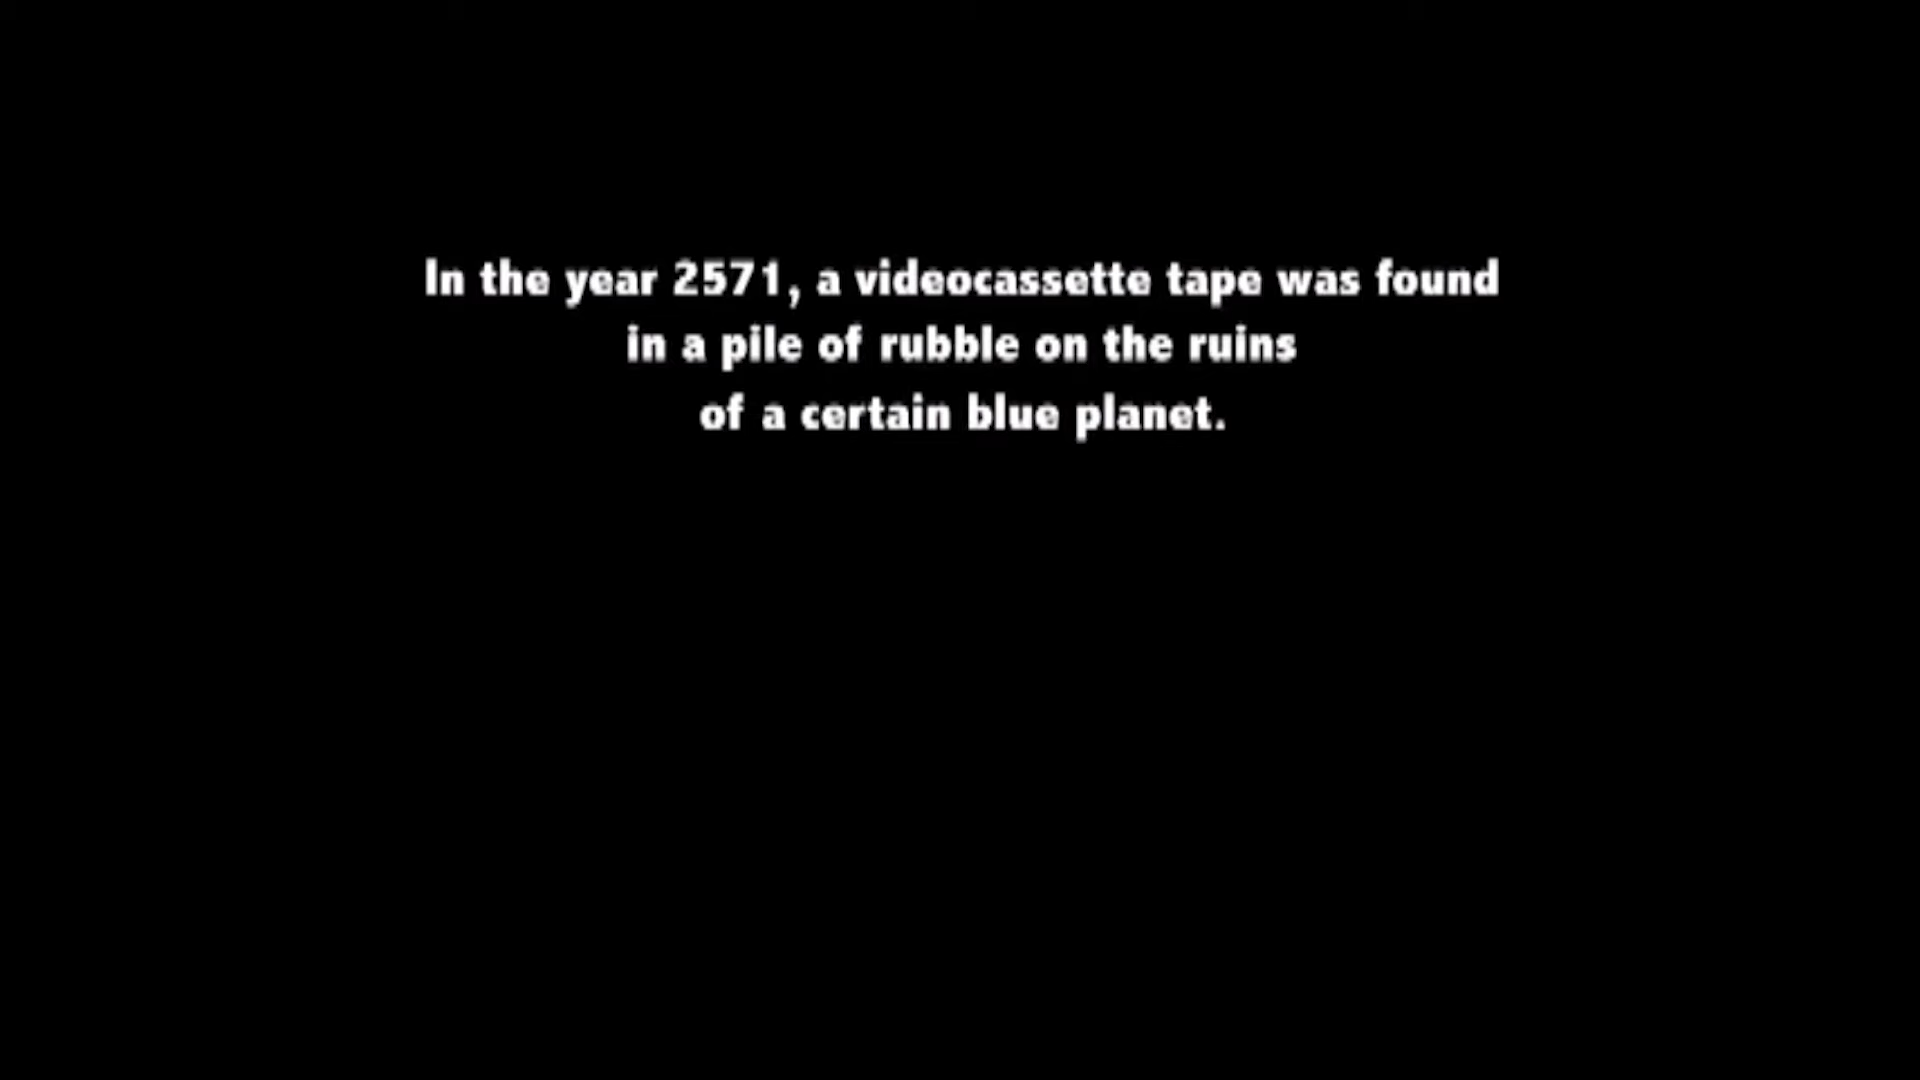 In the year 2571, a videocassette tape was found
in a pile of rubble on the ruins
of a certain blue planet.